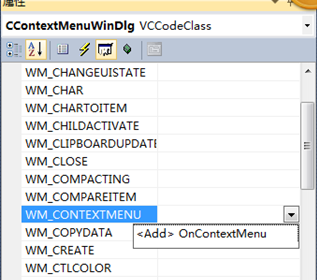 属性
CContextMenuWinDlg VCCodeClass
WM_CHANGEUISTATE
WM_CHAR
WM_CHARTOITEM
WM_CHILDACTIVATE
WM_CLIPBOARDUPDATE
WM_CLOSE
WM_COMPACTING
WM_COMPAREITEM
WM_CONTEXTMENU
WM_COPYDATA
<Add> OnContextMenu
WM_CREATE
WM_CTLCOLOR